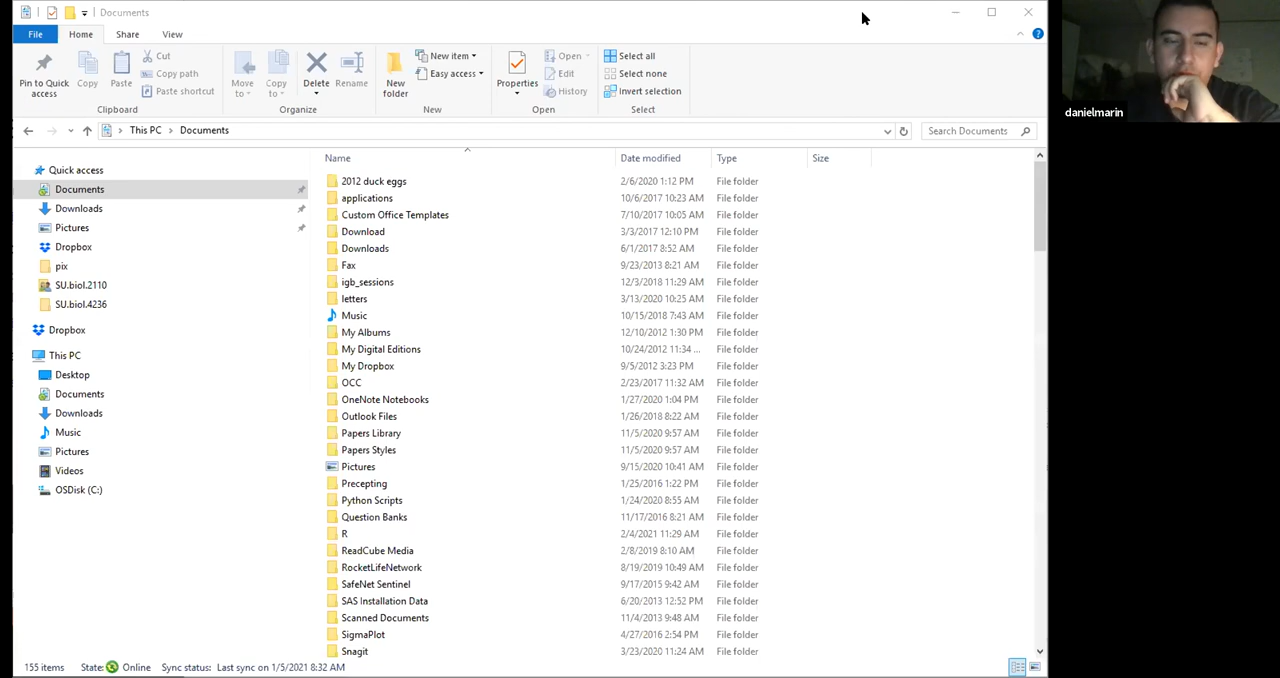 Documents
File Home Share View
Pin to Quick access
Copy
Paste
Cut
Copy path
Paste shortcut
Move to
Copy to
Delete
Rename
New folder
New item
Easy access
Properties
Open
Edit
History
Select all
Select none
Invert selection
Clipboard Organize New Open Select
This PC > Documents
Search Documents
Quick access
Documents
Downloads
Pictures
Dropbox
pix
SU.biol.2110
SU.biol.4236
Dropbox
This PC
Desktop
Documents
Downloads
Music
Pictures
Videos
OSDisk (C:)
Name Date modified Type Size
2012 duck eggs 2/6/2020 1:12 PM File folder
applications 10/6/2017 10:23 AM File folder
Custom Office Templates 7/10/2017 10:05 AM File folder
Download 3/3/2017 12:10 PM File folder
Downloads 6/1/2017 8:52 AM File folder
Fax 9/23/2013 8:21 AM File folder
igb_sessions 12/3/2018 11:29 AM File folder
letters 3/13/2020 10:25 AM File folder
Music 10/15/2018 7:43 AM File folder
My Albums 12/10/2012 1:30 PM File folder
My Digital Editions 10/24/2012 11:34 ... File folder
My Dropbox 9/5/2012 3:23 PM File folder
OCC 2/23/2017 11:32 AM File folder
OneNote Notebooks 1/27/2020 1:04 PM File folder
Outlook Files 1/26/2018 8:22 AM File folder
Papers Library 11/5/2020 9:57 AM File folder
Papers Styles 11/5/2020 9:57 AM File folder
Pictures 9/15/2020 10:41 AM File folder
Precepting 1/25/2016 1:22 PM File folder
Python Scripts 1/24/2020 8:55 AM File folder
Question Banks 11/17/2016 8:21 AM File folder
R 2/4/2021 11:29 AM File folder
ReadCube Media 2/8/2019 8:10 AM File folder
RocketLifeNetwork 8/19/2019 10:49 AM File folder
SafeNet Sentinel 9/17/2015 9:42 AM File folder
SAS Installation Data 6/20/2013 12:52 PM File folder
Scanned Documents 11/4/2013 9:48 AM File folder
SigmaPlot 4/27/2016 2:54 PM File folder
Snagit 3/23/2020 11:24 AM File folder
155 items State: Online Sync status: Last sync on 1/5/2021 8:32 AM
danielmarin